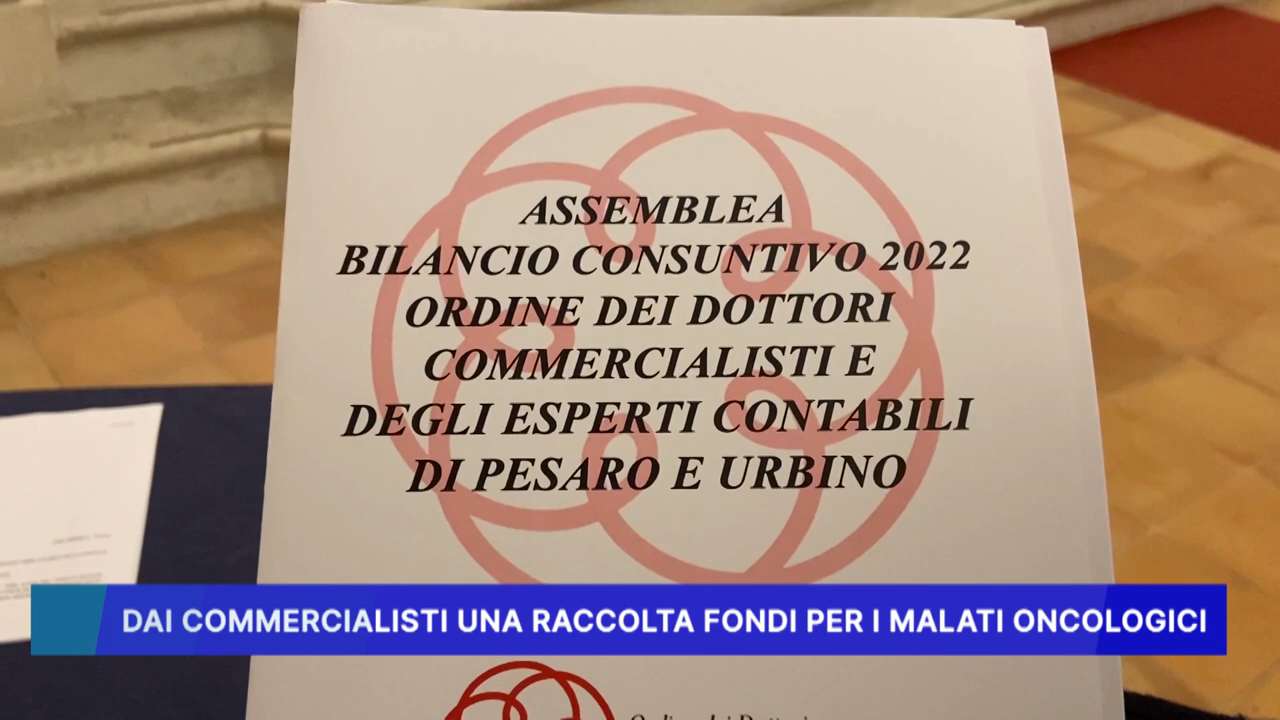 ASSEMBLEA
BILANCIO CONSUNTIVO 2022
ORDINE DEI DOTTORI
COMMERCIALISTI E
DEGLI ESPERTI CONTABILI
DI PESARO E URBINO
DAI COMMERCIALISTI UNA RACCOLTA FONDI PER I MALATI ONCOLOGICI